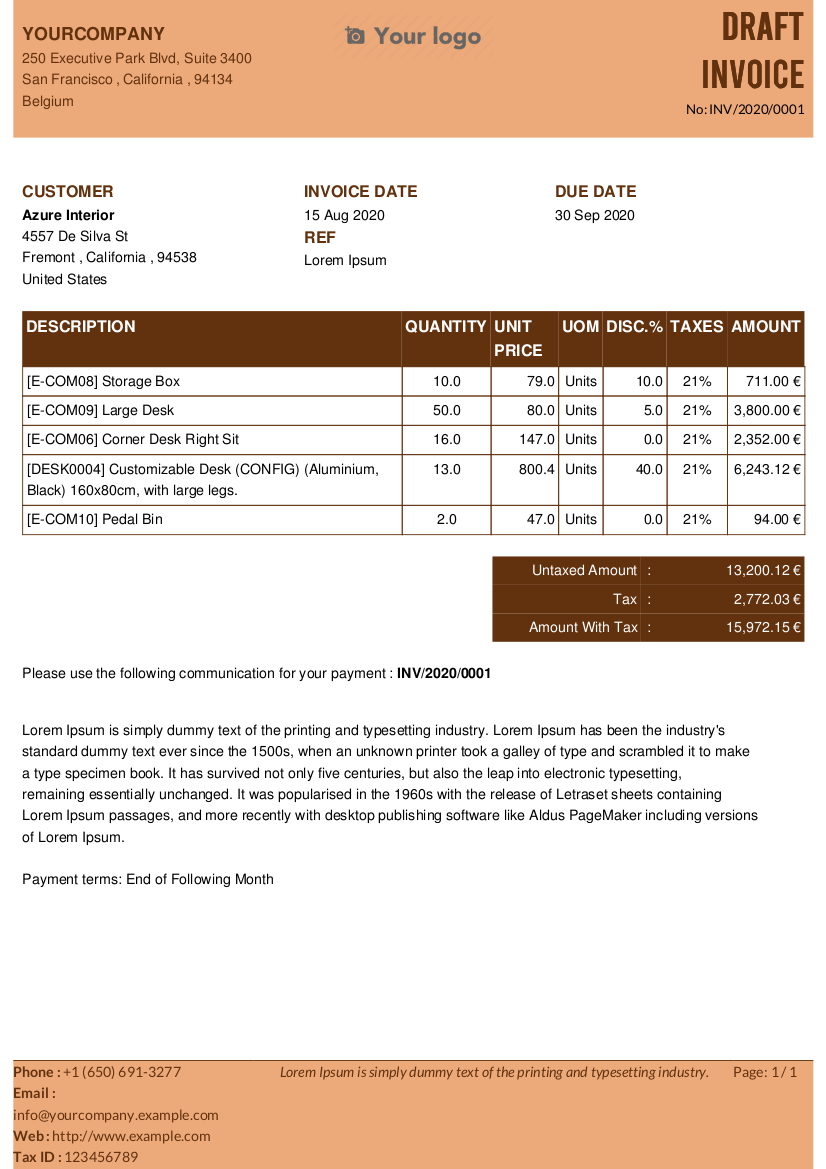 YOURCOMPANY
250 Executive Park Blvd, Suite 3400
San Francisco , California , 94134
Belgium
Your logo
DRAFT
INVOICE
No: INV/2020/0001
CUSTOMER
Azure Interior
4557 De Silva St
Fremont , California , 94538
United States
INVOICE DATE
15 Aug 2020
REF
Lorem Ipsum
DUE DATE
30 Sep 2020
DESCRIPTION QUANTITY UNIT PRICE UOM DISC.% TAXES AMOUNT
[E-COM08] Storage Box 10.0 79.0 Units 10.0 21% 711.00 €
[E-COM09] Large Desk 50.0 80.0 Units 5.0 21% 3,800.00 €
[E-COM06] Corner Desk Right Sit 16.0 147.0 Units 0.0 21% 2,352.00 €
[DESK0004] Customizable Desk (CONFIG) (Aluminium, 13.0 800.4 Units 40.0 21% 6,243.12 €
Black) 160x80cm, with large legs.
[E-COM10] Pedal Bin 2.0 47.0 Units 0.0 21% 94.00 €
Untaxed Amount : 13,200.12 €
Tax : 2,772.03 €
Amount With Tax : 15,972.15 €
Please use the following communication for your payment : INV/2020/0001
Lorem Ipsum is simply dummy text of the printing and typesetting industry. Lorem Ipsum has been the industry's
standard dummy text ever since the 1500s, when an unknown printer took a galley of type and scrambled it to make
a type specimen book. It has survived not only five centuries, but also the leap into electronic typesetting,
remaining essentially unchanged. It was popularised in the 1960s with the release of Letraset sheets containing
Lorem Ipsum passages, and more recently with desktop publishing software like Aldus PageMaker including versions
of Lorem Ipsum.
Payment terms: End of Following Month
Phone : +1 (650) 691-3277
Email :
info@yourcompany.example.com
Web : http://www.example.com
Tax ID : 123456789
Lorem Ipsum is simply dummy text of the printing and typesetting industry.
Page: 1 / 1